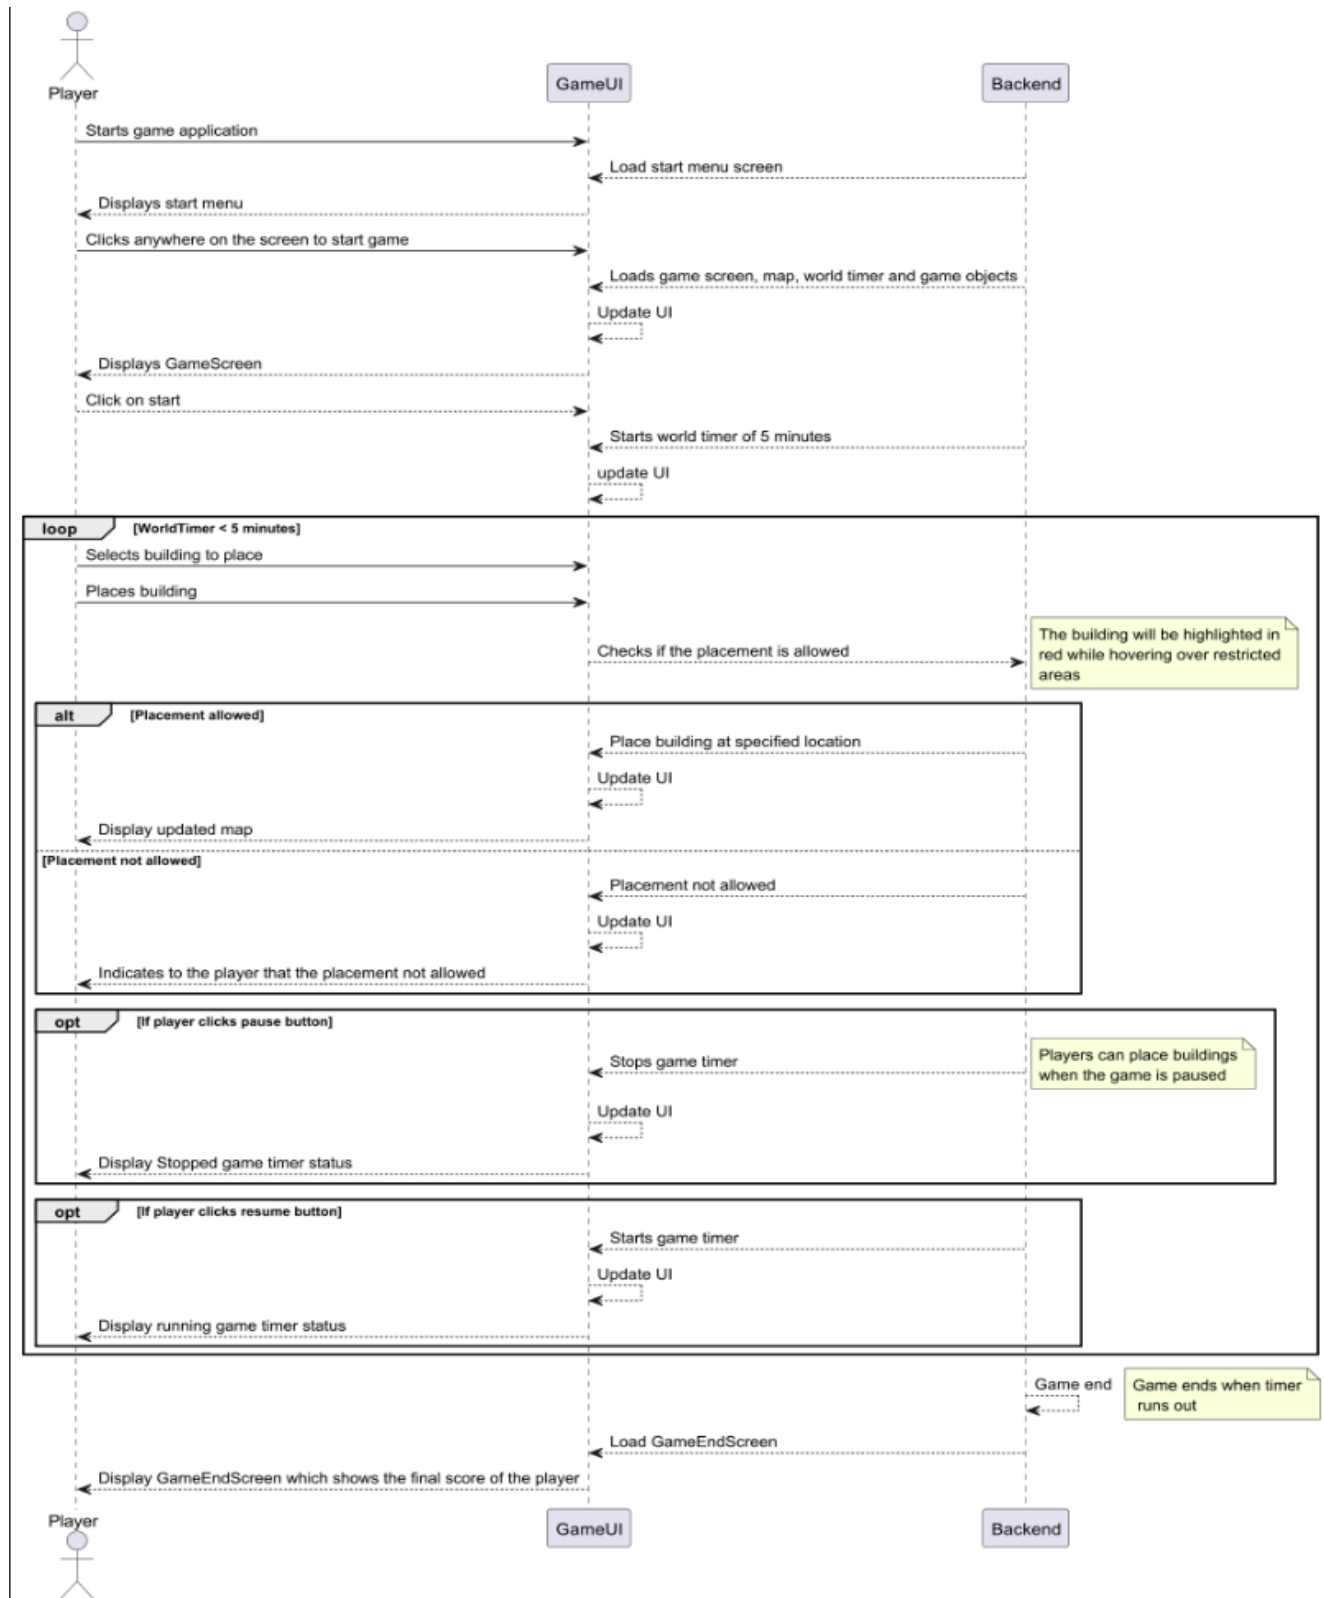 Player
GameUI
Backend
Starts game application
Load start menu screen
Displays start menu
Clicks anywhere on the screen to start game
Loads game screen, map, world timer and game objects
Update UI
Displays GameScreen
Click on start
Starts world timer of 5 minutes
update UI
loop
[WorldTimer < 5 minutes]
Selects building to place
Places building
Checks if the placement is allowed
The building will be highlighted in
red while hovering over restricted
areas
alt
[Placement allowed]
Place building at specified location
Update UI
Display updated map
[Placement not allowed]
Placement not allowed
Update UI
Indicates to the player that the placement not allowed
opt
[If player clicks pause button]
Stops game timer
Players can place buildings
when the game is paused
Update UI
Display Stopped game timer status
opt
[If player clicks resume button]
Starts game timer
Update UI
Display running game timer status
Game end
Game ends when timer
runs out
Load GameEndScreen
Display GameEndScreen which shows the final score of the player
Player
GameUI
Backend